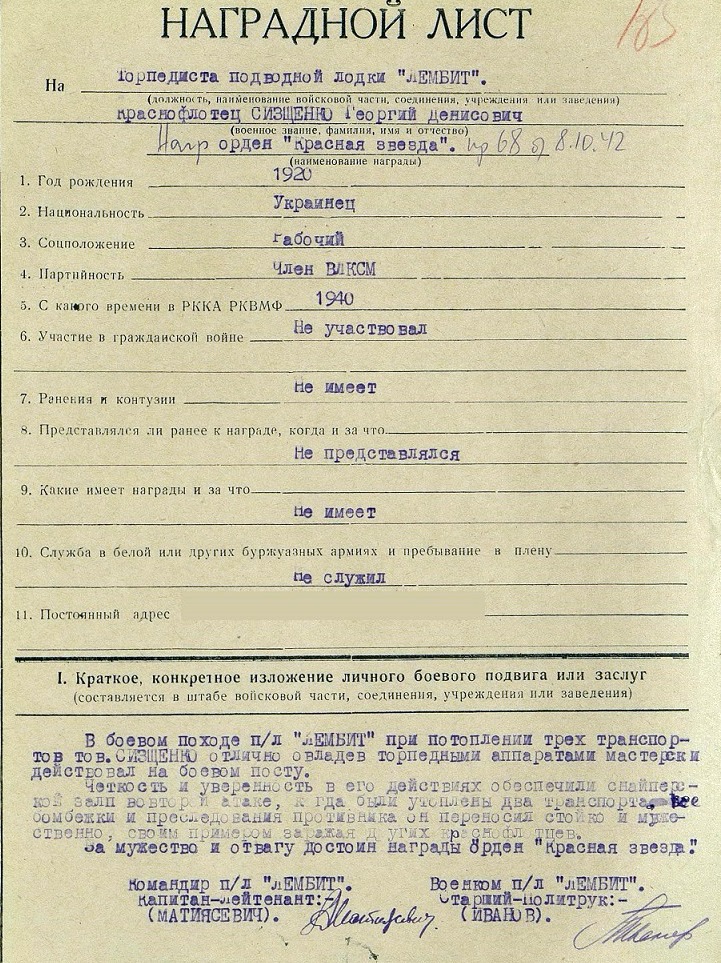 185
НАГРАДНОЙ ЛИСТ
На Торпедиста подводной лодки "ЛЕМБИТ".
(должность, наименование войсковой части, соединения, учреждения или заведения)
Краснофлотец СИЗЩЕНКО Георгий Денисович
(военное звание, фамилия, имя и отчество)
Нагр орден "Красная звезда". пр 68 от 8.10.42
(наименование награды)
1. Год рождения 1920
2. Национальность Украинец
3. Соцположение Рабочий
4. Партийность Член ВЛКСМ
5. С какого времени в РККА РКВМФ 1940
6. Участие в гражданской войне Не участвовал
7. Ранения и контузии Не имеет
8. Представлялся ли ранее к награде, когда и за что
Не представлялся
9. Какие имеет награды и за что
Не имеет
10. Служба в белой или других буржуазных армиях и пребывание в плену
Не служил
11. Постоянный адрес
I. Краткое, конкретное изложение личного боевого подвига или заслуг
(составляется в штабе войсковой части, соединения, учреждения или заведения)
В боевом походе п/л "ЛЕМБИТ" при потоплении трех транспор-
тов тов. СИЗЩЕНКО отлично овладев торпедными аппаратами мастерски
действовал на боевом посту.
Четкость и уверенность в его действиях обеспечили снайперс-
кой залп вовторой атаке, к гда были утоплены два транспорта, все
бомбежки и преследования противника он переносил стойко и муже-
ственно, своим примером заражая д угих краснофл тцев.
За мужество и отвагу достоин награды Орден "Красная звезда"
Командир п/л "ЛЕМБИТ". Военком п/л "ЛЕМБИТ".
Капитан-Лейтенант:- Старший-Политрук:-
(МАТИЯСЕВИЧ). Матиясевич (ИВАНОВ).